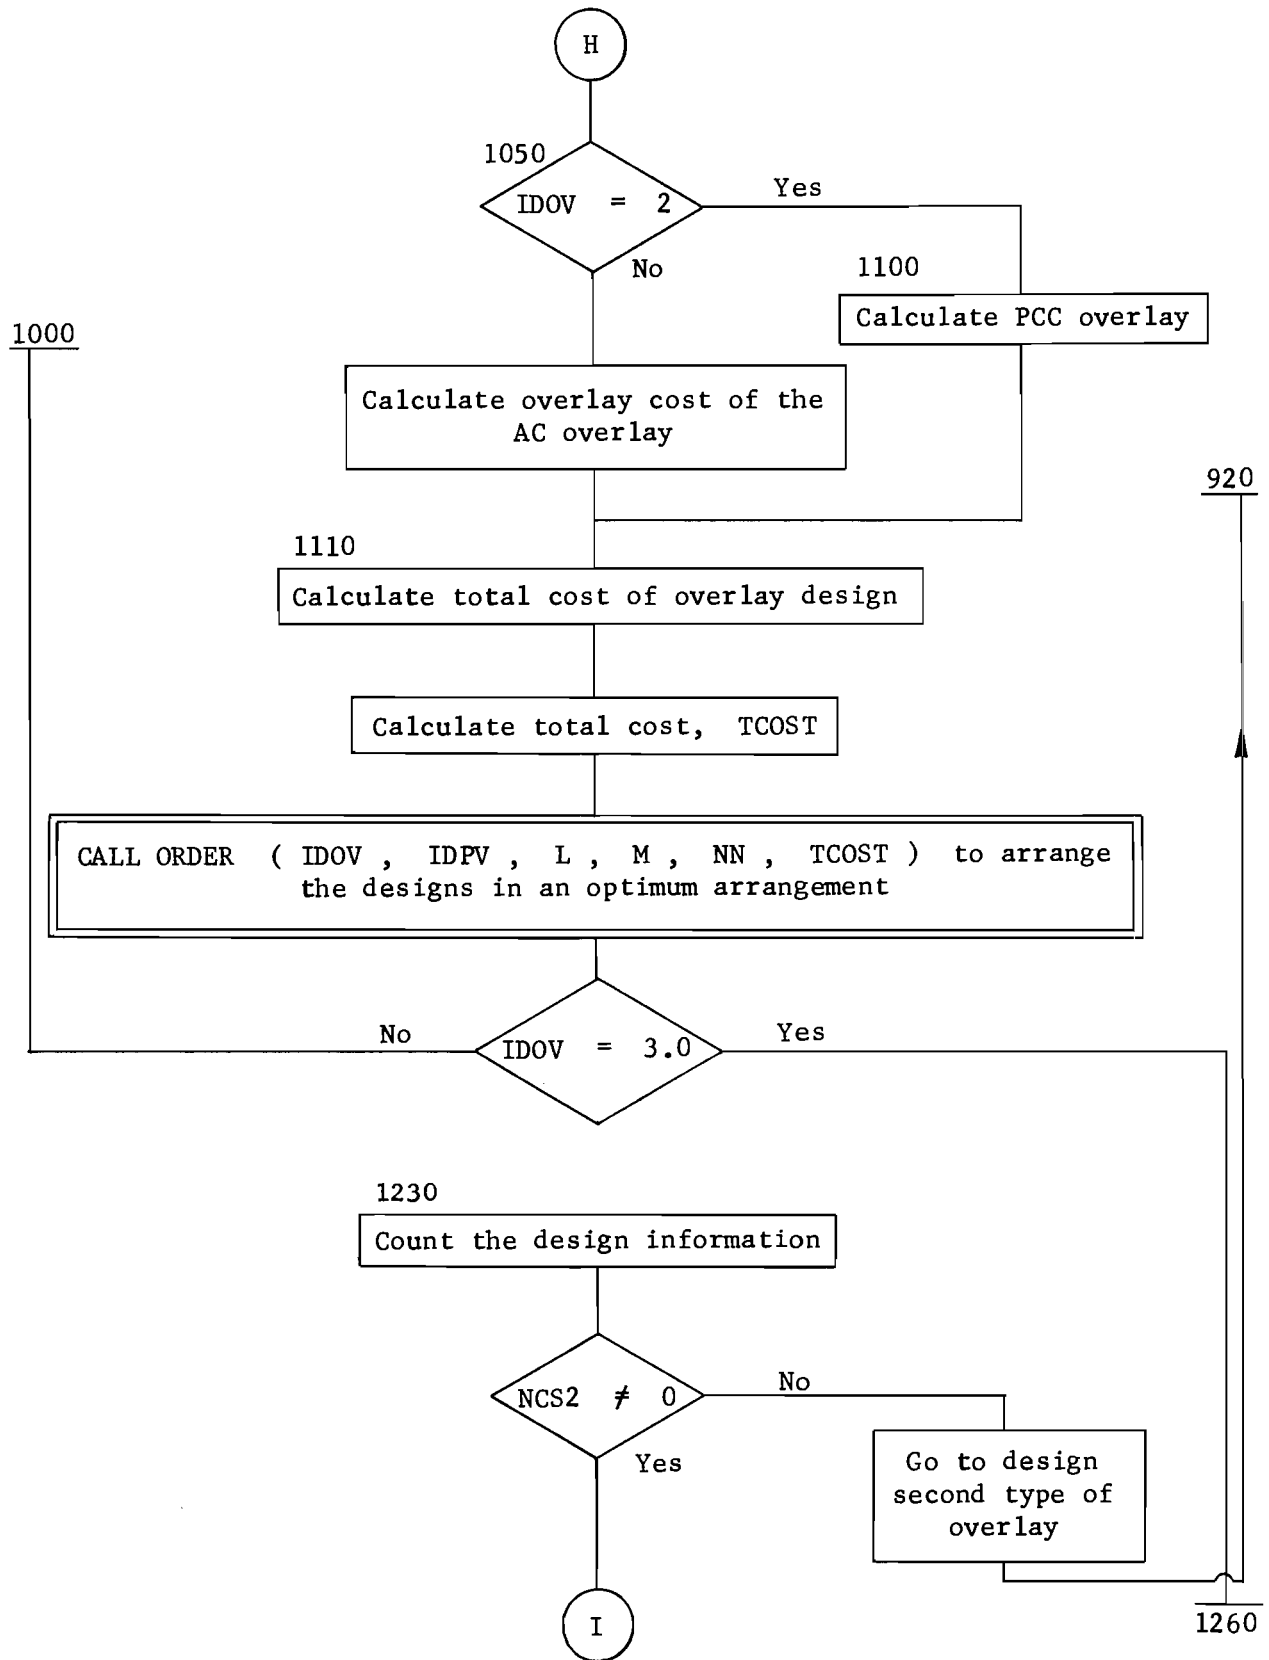 H
1050
IDOV = 2
Yes
No
1100
Calculate PCC overlay
1000
Calculate overlay cost of the
AC overlay
920
1110
Calculate total cost of overlay design
Calculate total cost, TCOST
CALL ORDER ( IDOV , IDPV , L , M , NN , TCOST ) to arrange
the designs in an optimum arrangement
No
IDOV = 3.0
Yes
1230
Count the design information
NCS2 ≠ 0
No
Yes
Go to design
second type of
overlay
I
1260